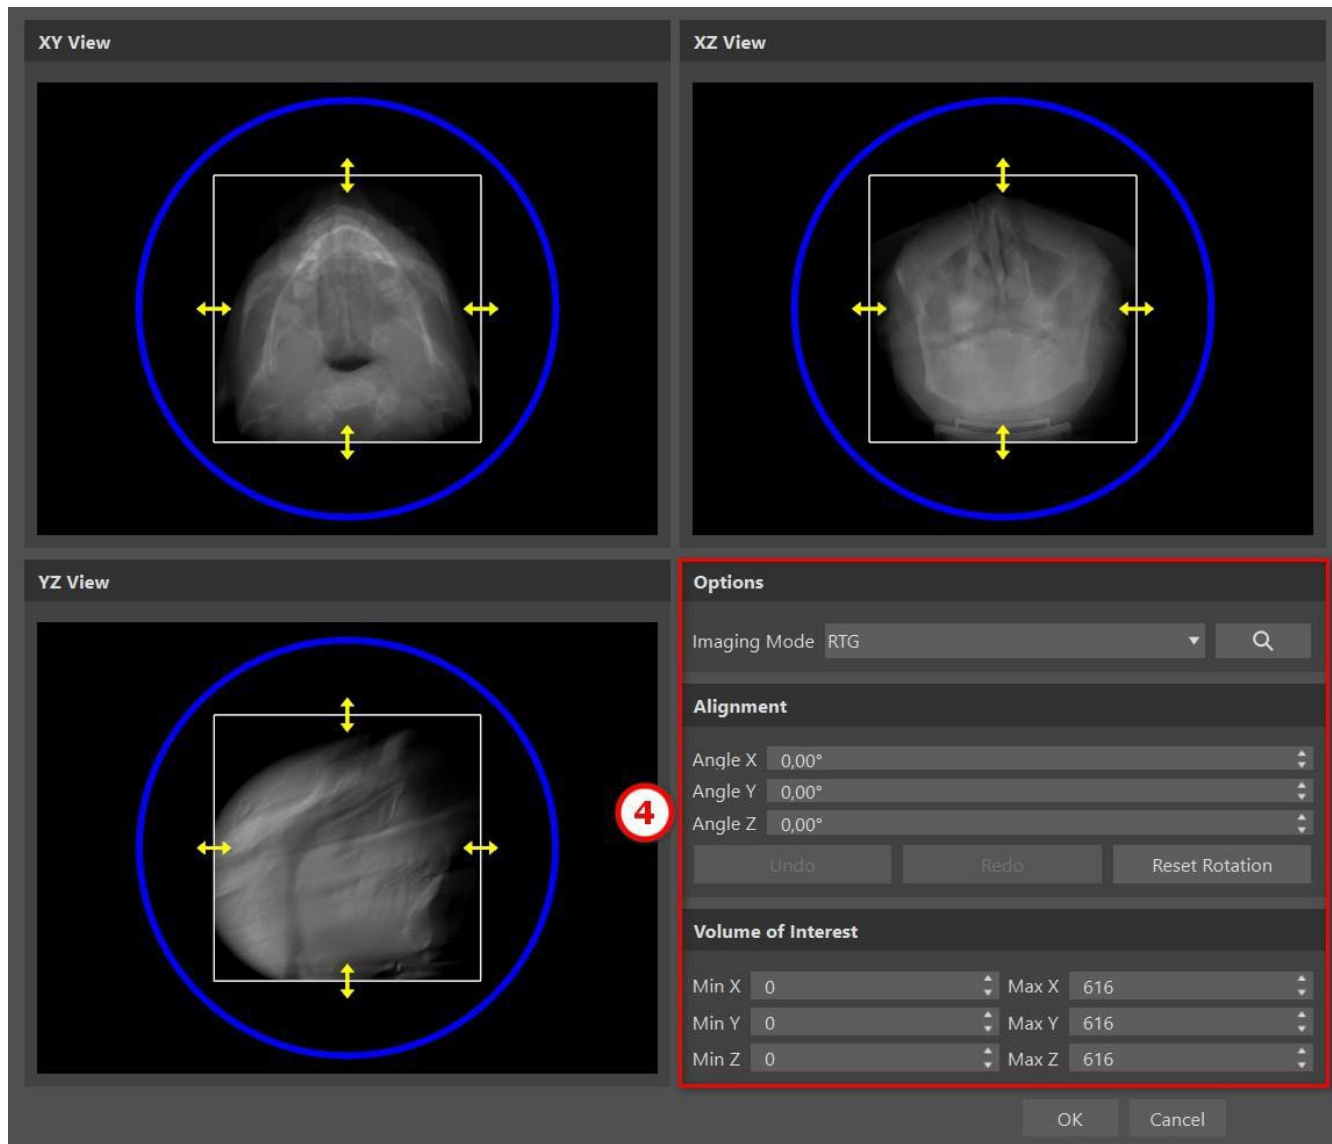 XY View
XZ View
YZ View
Options
Imaging Mode RTG
Alignment
Angle X 0,00°
Angle Y 0,00°
4
Angle Z 0,00°
Undo Redo Reset Rotation
Volume of Interest
Min X 0 Max X 616
Min Y 0 Max Y 616
Min Z 0 Max Z 616
OK Cancel